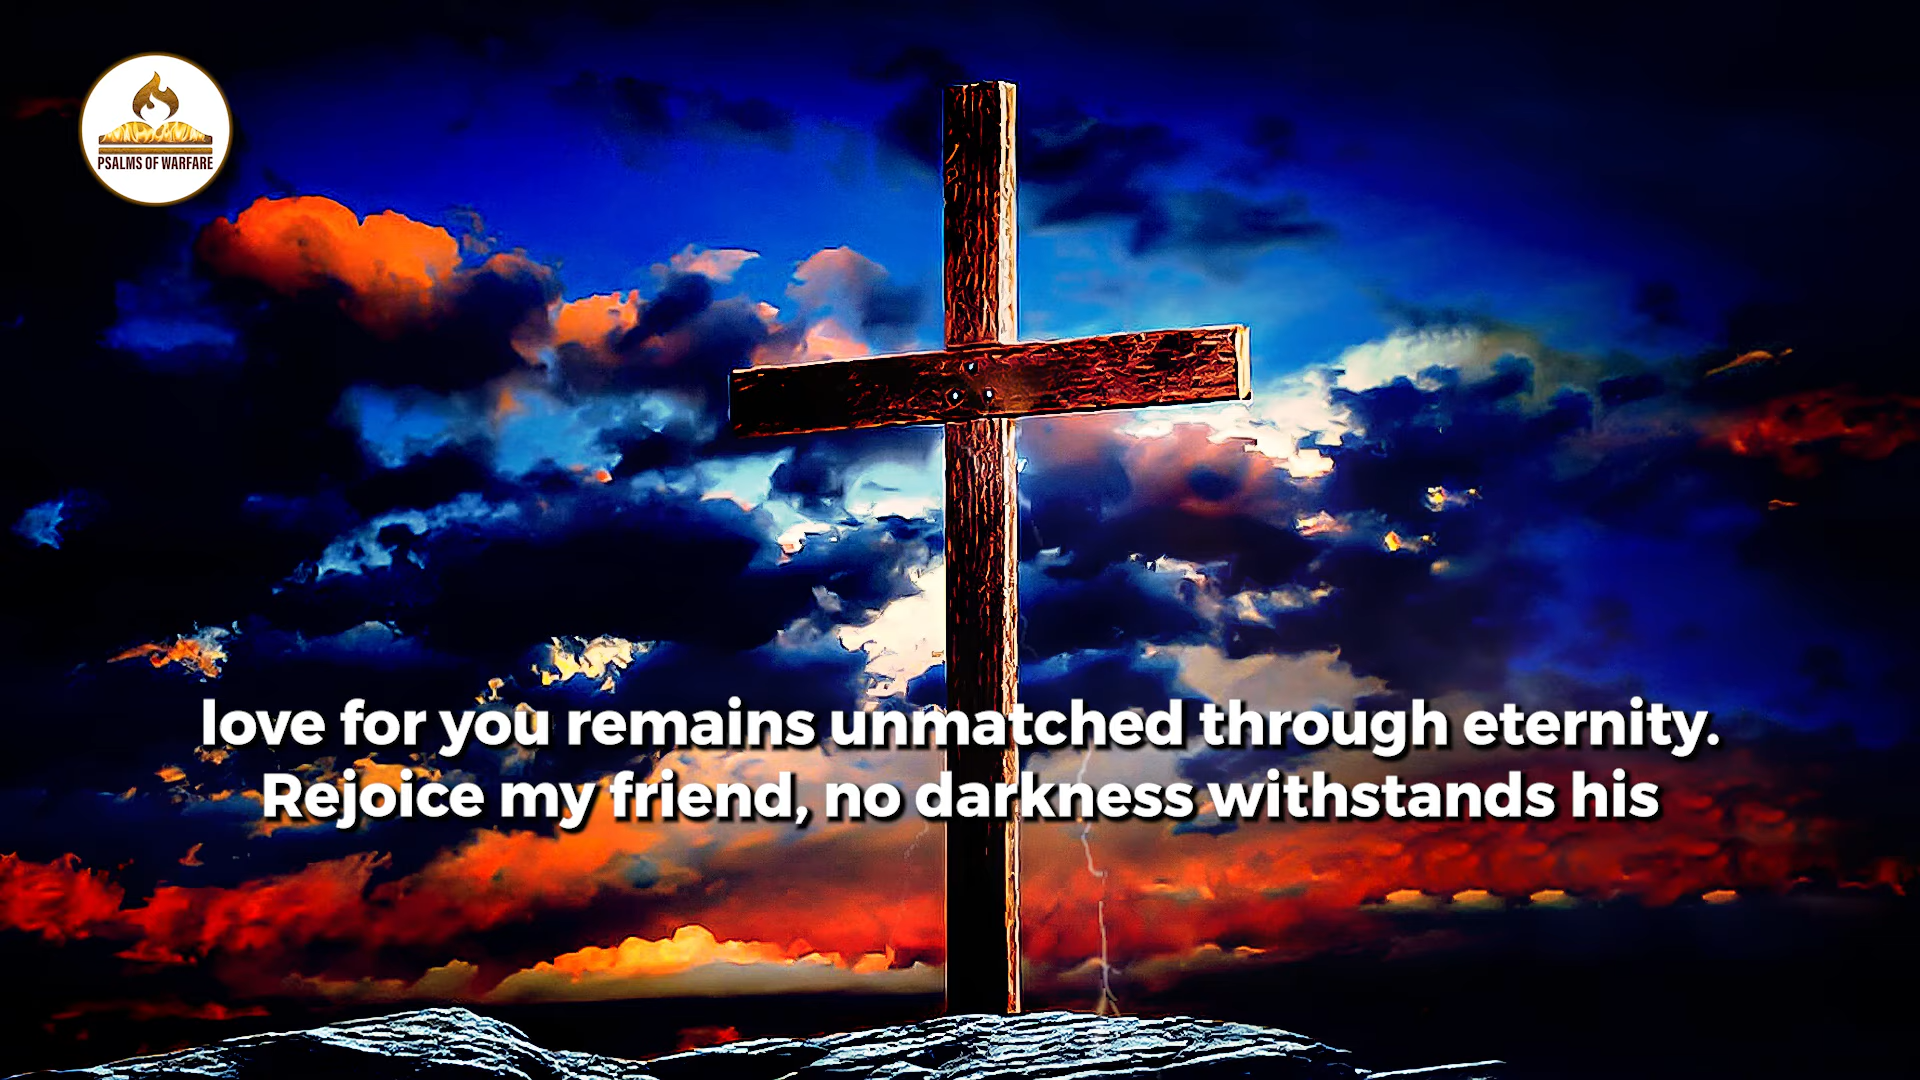 PSALMS OF WARFARE
love for you remains unmatched through eternity.
Rejoice my friend, no darkness withstands his